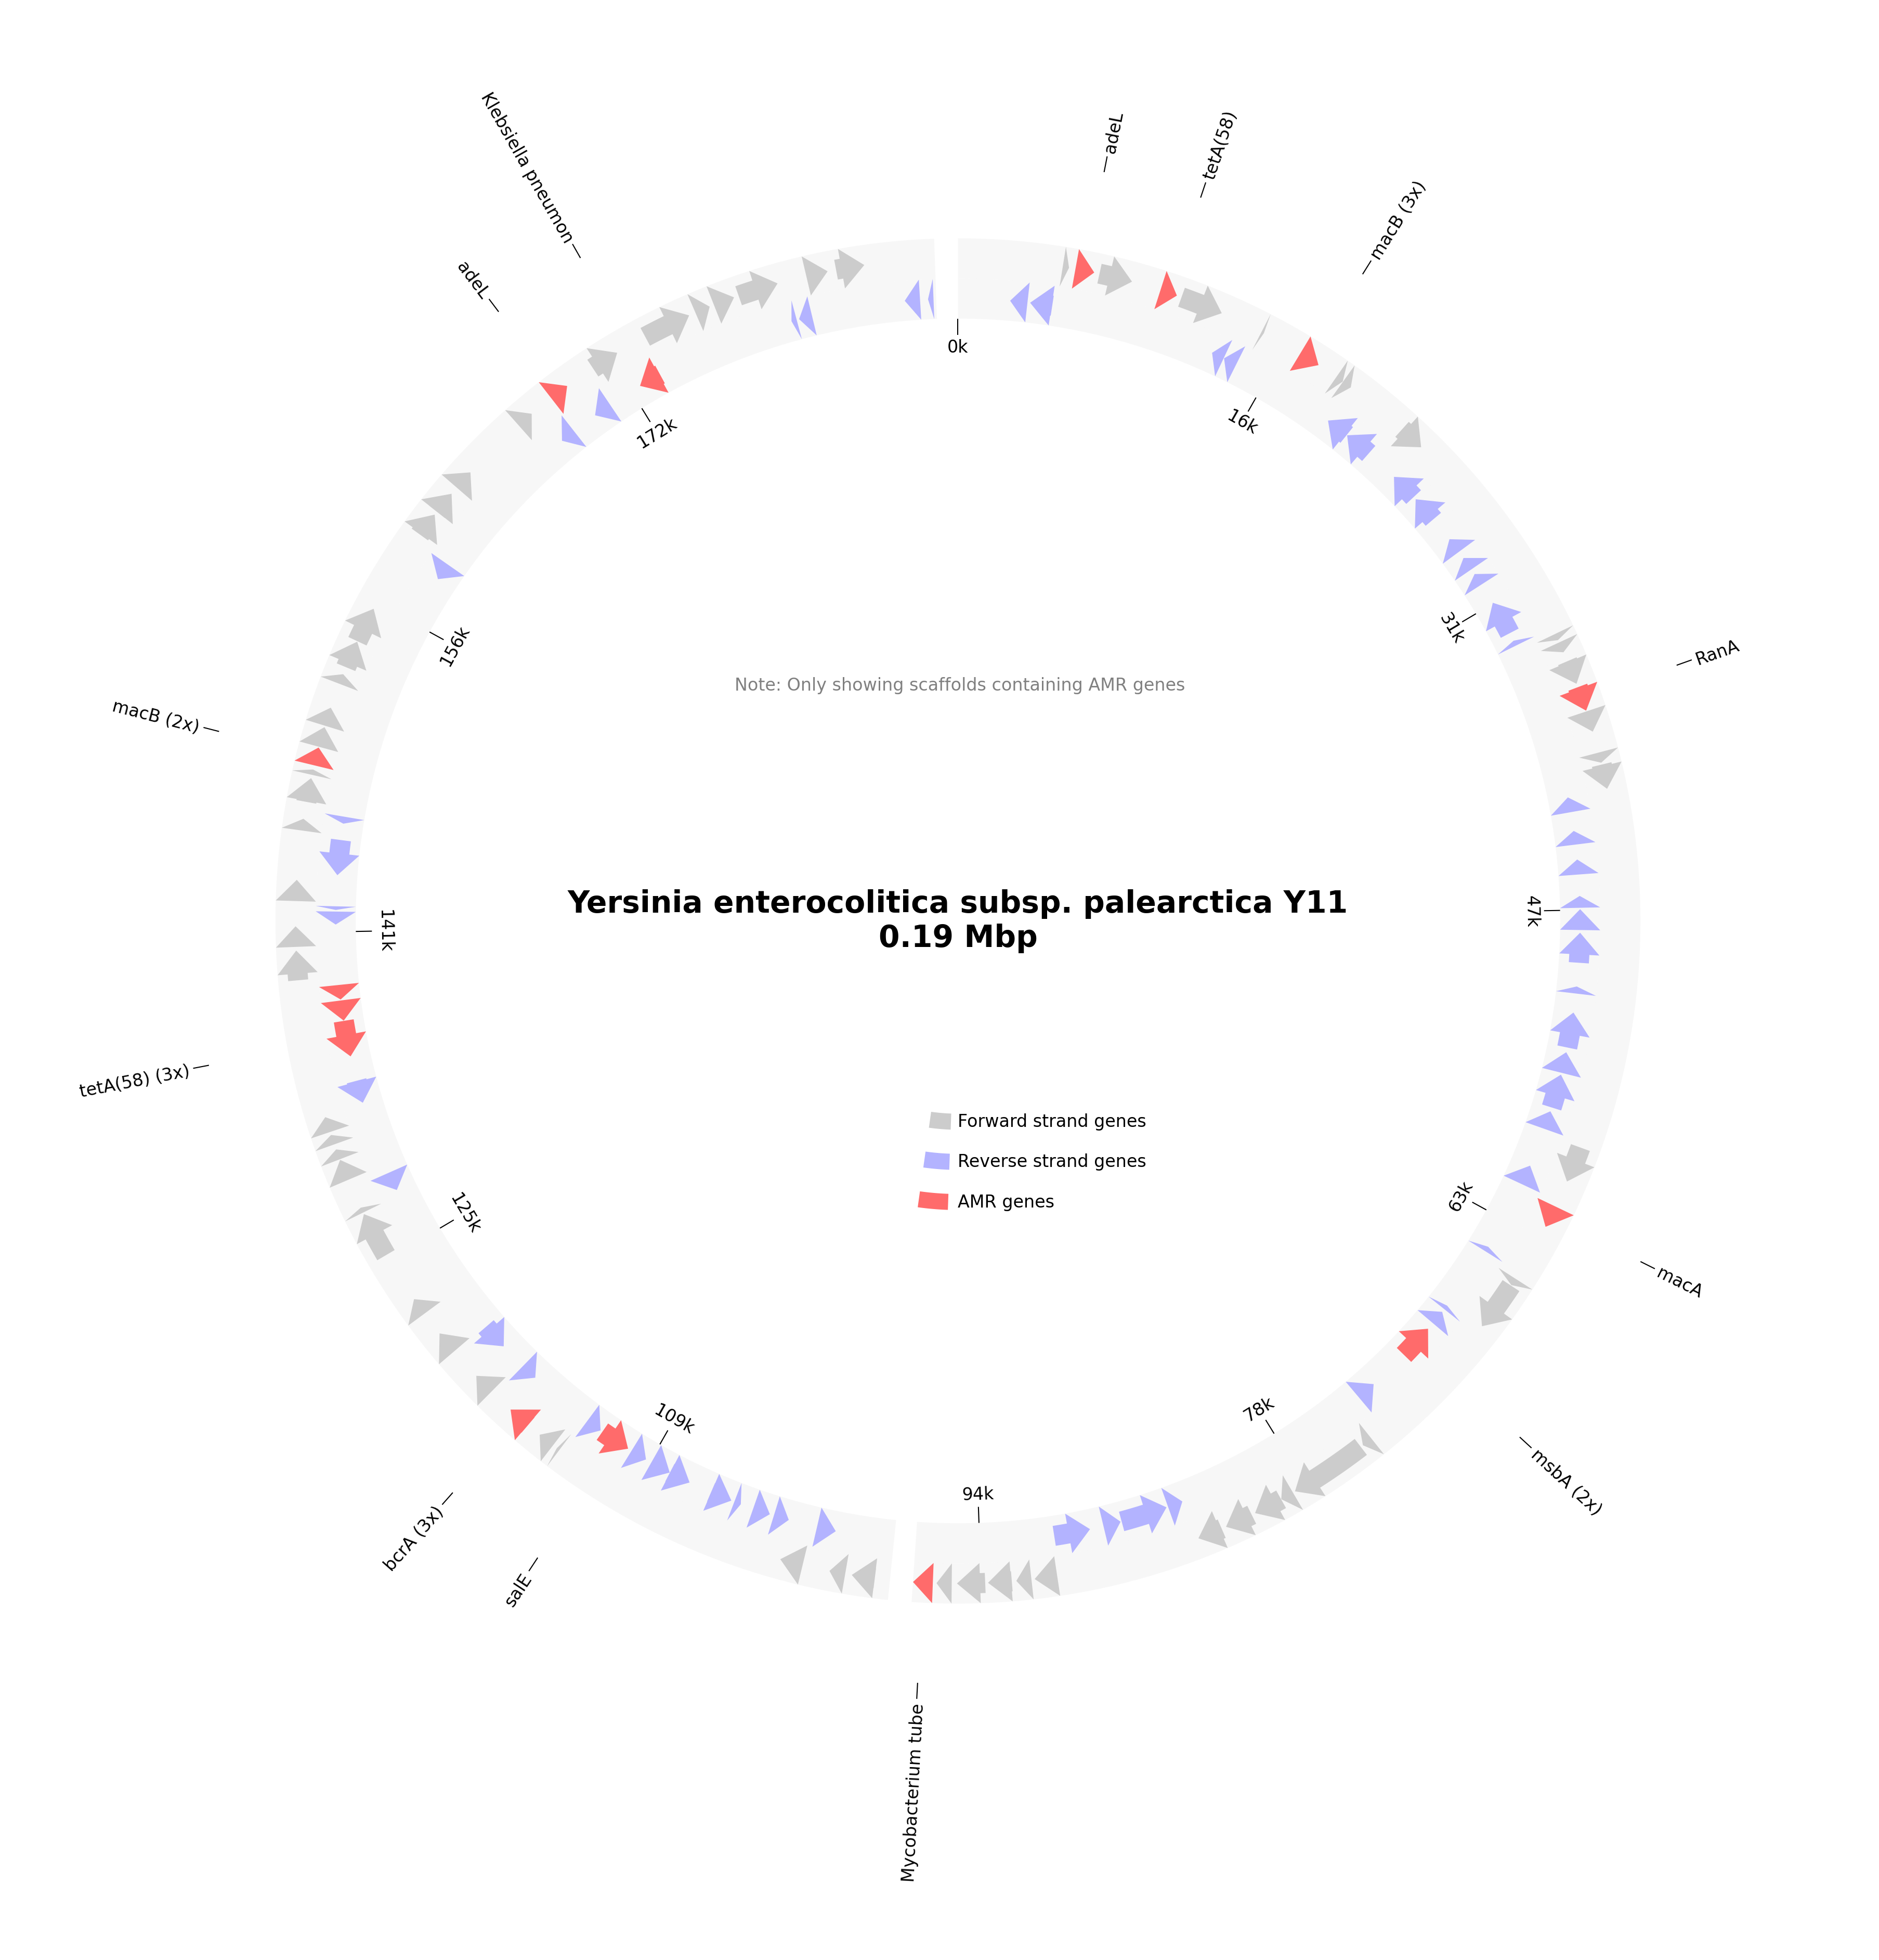 Klebsiella pneumon
adeL
tetA(58)
macB (3x)
adeL
0k
172k
16k
31k
156k
RanA
Note: Only showing scaffolds containing AMR genes
macB (2x)
Yersinia enterocolitica subsp. palearctica Y11
0.19 Mbp
47k
141k
tetA(58) (3x)
Forward strand genes
Reverse strand genes
AMR genes
63k
125k
macA
78k
109k
94k
msbA (2x)
bcrA (3x)
salE
Mycobacterium tube